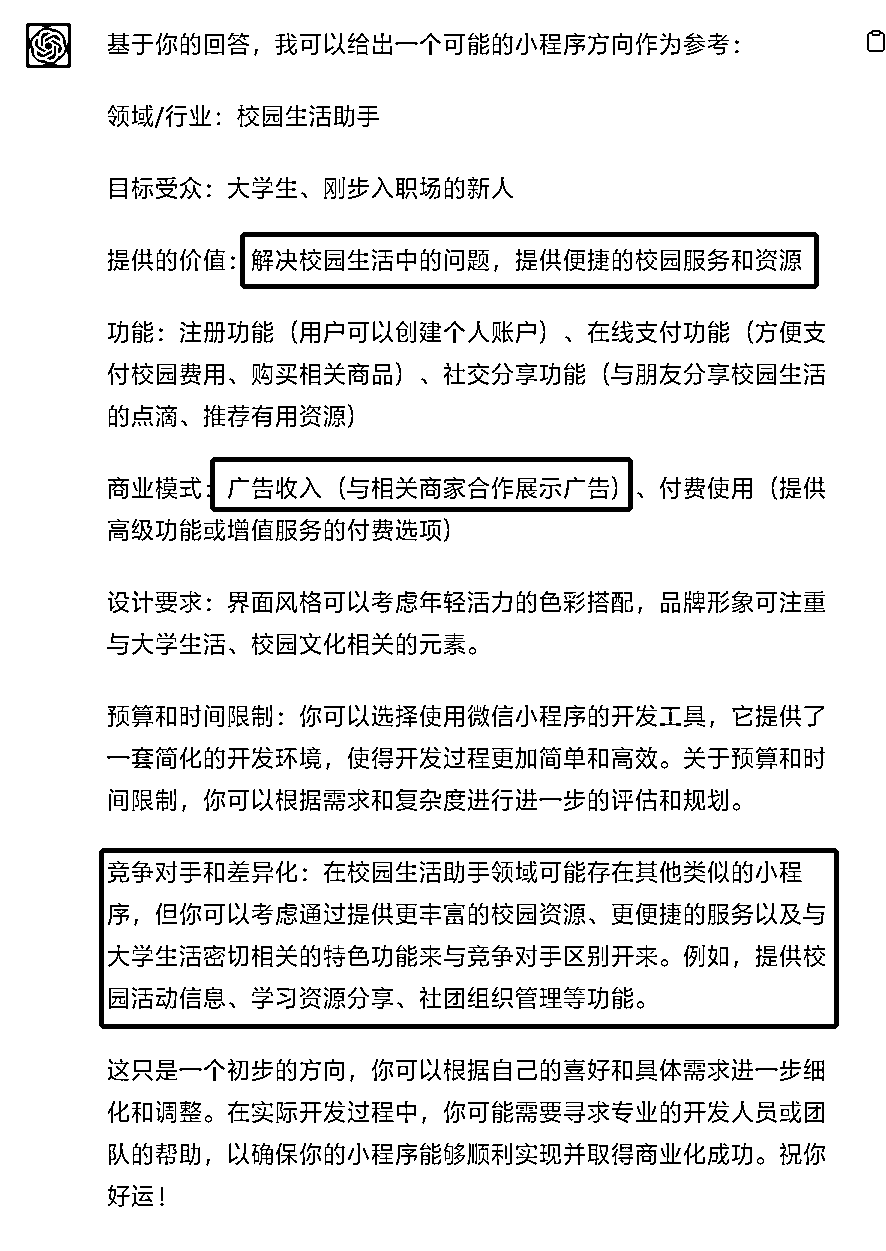 基于你的回答，我可以给出一个可能的小程序方向作为参考：
领域/行业：校园生活助手
目标受众：大学生、刚步入职场的新人
提供的价值：解决校园生活中的问题，提供便捷的校园服务和资源
功能：注册功能（用户可以创建个人账户）、在线支付功能（方便支
付校园费用、购买相关商品）、社交分享功能（与朋友分享校园生活
的点滴、推荐有用资源）
商业模式：广告收入（与相关商家合作展示广告）、付费使用（提供
高级功能或增值服务的付费选项）
设计要求：界面风格可以考虑年轻活力的色彩搭配，品牌形象可注重
与大学生活、校园文化相关的元素。
预算和时间限制：你可以选择使用微信小程序的开发工具，它提供了
一套简化的开发环境，使得开发过程更加简单和高效。关于预算和时
间限制，你可以根据需求和复杂度进行进一步的评估和规划。
竞争对手和差异化：在校园生活助手领域可能存在其他类似的小程
序，但你可以考虑通过提供更丰富的校园资源、更便捷的服务以及与
大学生活密切相关的特色功能来与竞争对手区别开来。例如，提供校
园活动信息、学习资源分享、社团组织管理等功能。
这只是一个初步的方向，你可以根据自己的喜好和具体需求进一步细
化和调整。在实际开发过程中，你可能需要寻求专业的开发人员或团
队的帮助，以确保你的小程序能够顺利实现并取得商业化成功。祝你
好运！